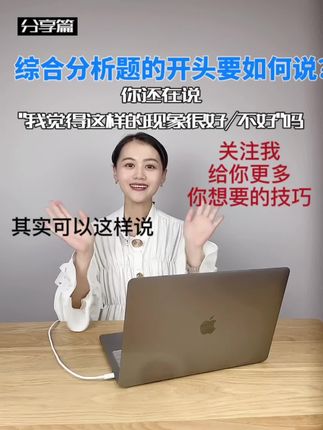 分享篇
综合分析题的开头要如何说？
你还在说
"我觉得这样的现象很好/不好"吗
关注我
给你更多
你想要的技巧
其实可以这样说